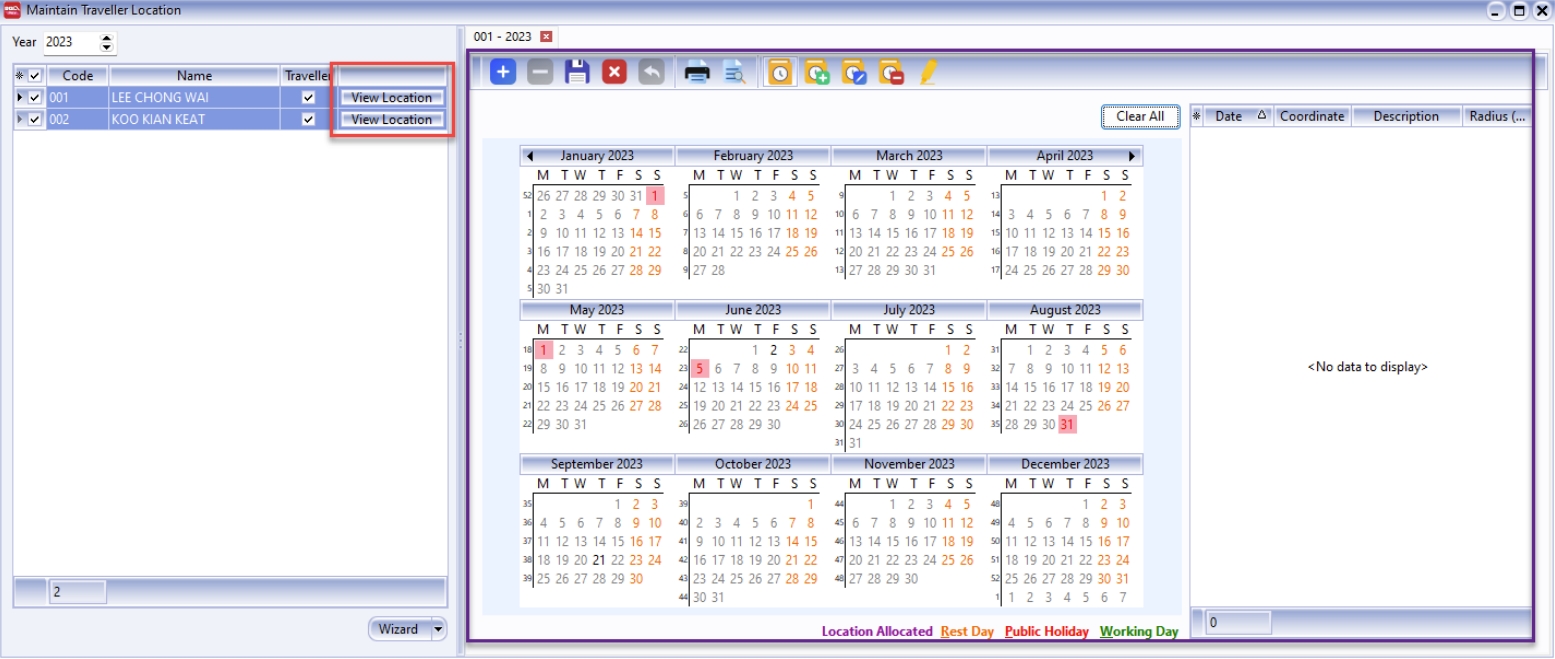 Maintain Traveller Location
Year 2023
001 - 2023
Code Name Traveller
001 LEE CHONG WAI View Location
002 KOO KIAN KEAT View Location
2
Wizard
Clear All
Date Coordinate Description Radius (...
<No data to display>
0
January 2023 February 2023 March 2023 April 2023
M T W T F S S M T W T F S S M T W T F S S M T W T F S S
52 26 27 28 29 30 31 1 5 1 2 3 4 5 9 1 2 3 4 5 13 1 2
1 2 3 4 5 6 7 8 6 6 7 8 9 10 11 12 10 6 7 8 9 10 11 12 14 3 4 5 6 7 8 9
2 9 10 11 12 13 14 15 7 13 14 15 16 17 18 19 11 13 14 15 16 17 18 19 15 10 11 12 13 14 15 16
3 16 17 18 19 20 21 22 8 20 21 22 23 24 25 26 12 20 21 22 23 24 25 26 16 17 18 19 20 21 22 23
4 23 24 25 26 27 28 29 9 27 28 13 27 28 29 30 31 17 24 25 26 27 28 29 30
5 30 31
May 2023 June 2023 July 2023 August 2023
M T W T F S S M T W T F S S M T W T F S S M T W T F S S
18 1 2 3 4 5 6 7 22 1 2 3 4 26 1 2 31 1 2 3 4 5 6
19 8 9 10 11 12 13 14 23 5 6 7 8 9 10 11 27 3 4 5 6 7 8 9 32 7 8 9 10 11 12 13
20 15 16 17 18 19 20 21 24 12 13 14 15 16 17 18 28 10 11 12 13 14 15 16 33 14 15 16 17 18 19 20
21 22 23 24 25 26 27 28 25 19 20 21 22 23 24 25 29 17 18 19 20 21 22 23 34 21 22 23 24 25 26 27
22 29 30 31 26 26 27 28 29 30 30 24 25 26 27 28 29 30 35 28 29 30 31
31 31
September 2023 October 2023 November 2023 December 2023
M T W T F S S M T W T F S S M T W T F S S M T W T F S S
35 1 2 3 39 1 44 1 2 3 4 5 48 1 2 3
36 4 5 6 7 8 9 10 40 2 3 4 5 6 7 8 45 6 7 8 9 10 11 12 49 4 5 6 7 8 9 10
37 11 12 13 14 15 16 17 41 9 10 11 12 13 14 15 46 13 14 15 16 17 18 19 50 11 12 13 14 15 16 17
38 18 19 20 21 22 23 24 42 16 17 18 19 20 21 22 47 20 21 22 23 24 25 26 51 18 19 20 21 22 23 24
39 25 26 27 28 29 30 43 23 24 25 26 27 28 29 48 27 28 29 30 52 25 26 27 28 29 30 31
44 30 31 1 1 2 3 4 5 6 7
Location Allocated Rest Day Public Holiday Working Day